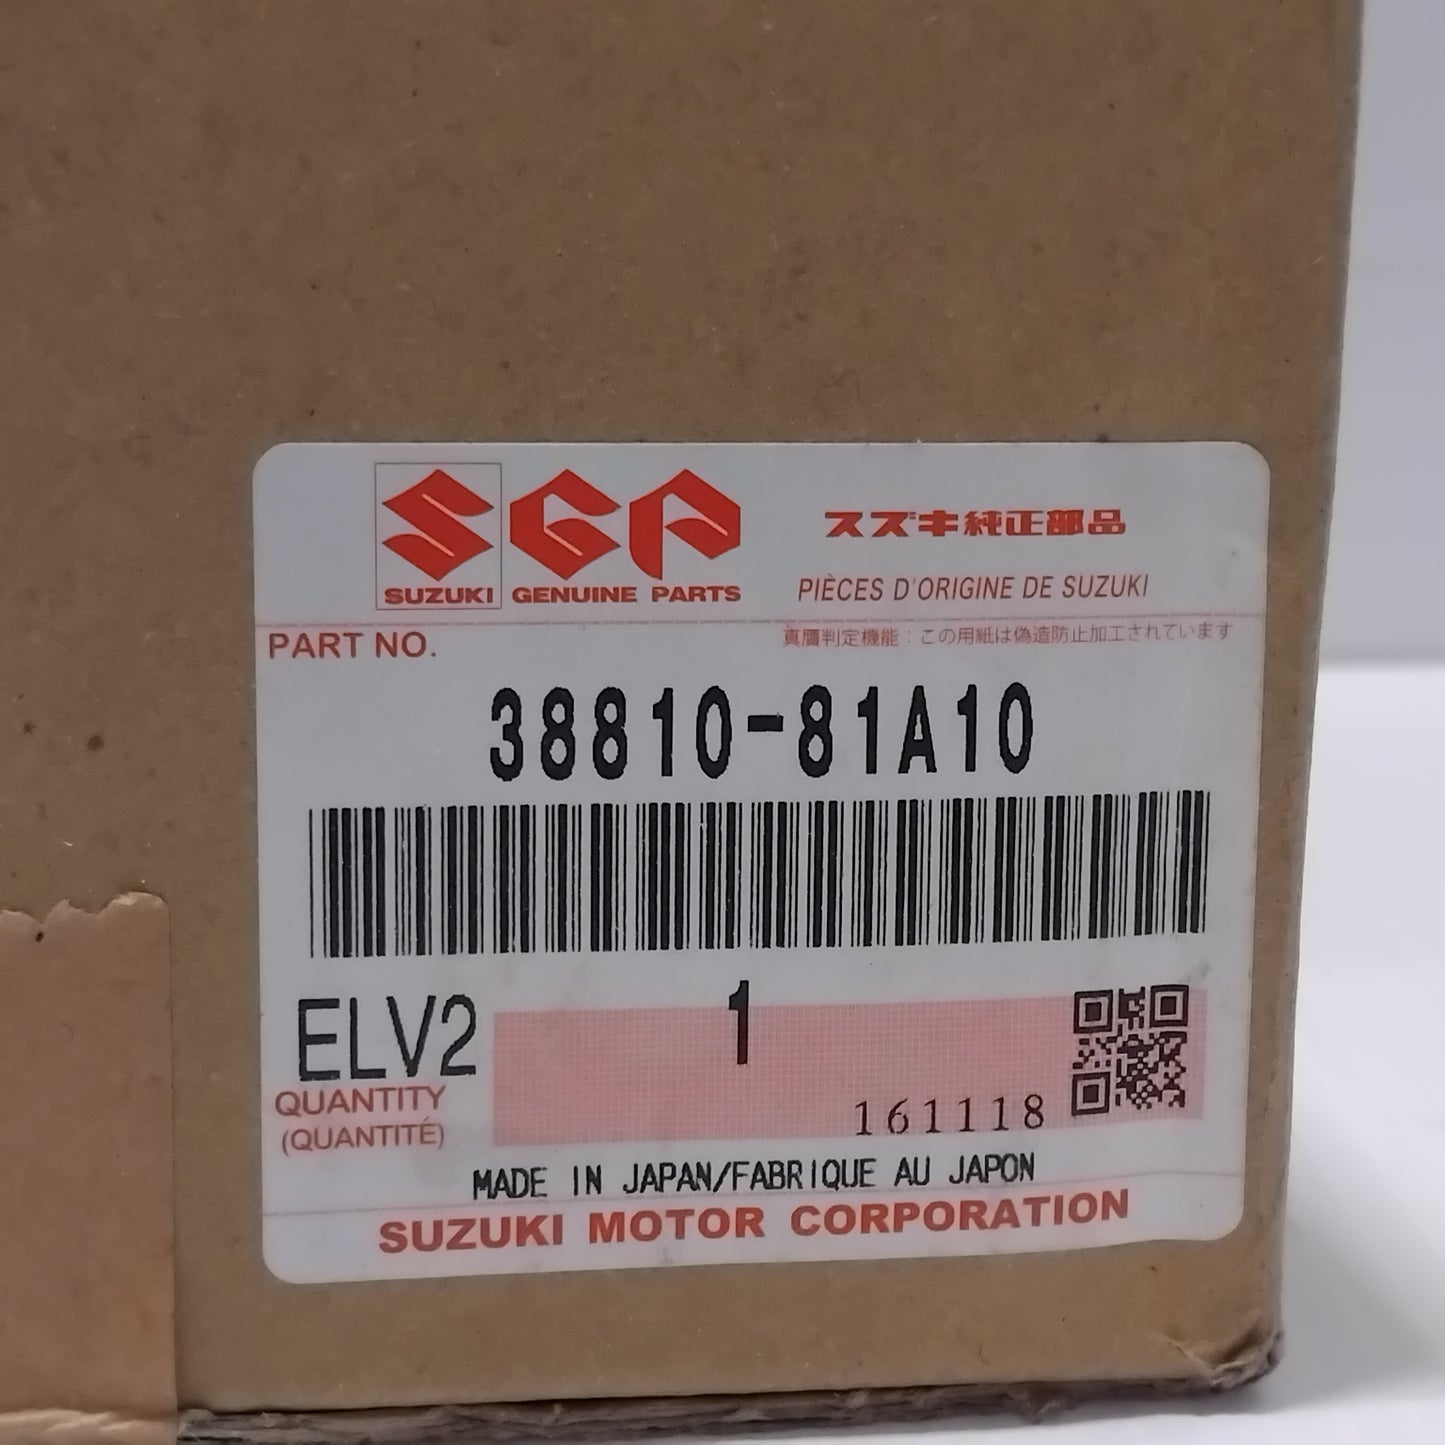 SGP
SUZUKI GENUINE PARTS
スズキ純正部品
PIÈCES D'ORIGINE DE SUZUKI
PART NO.
真贋判定機能：この用紙は偽造防止加工されています
38810-81A10
ELV2
1
QUANTITY
(QUANTITÉ)
161118
MADE IN JAPAN/FABRIQUE AU JAPON
SUZUKI MOTOR CORPORATION